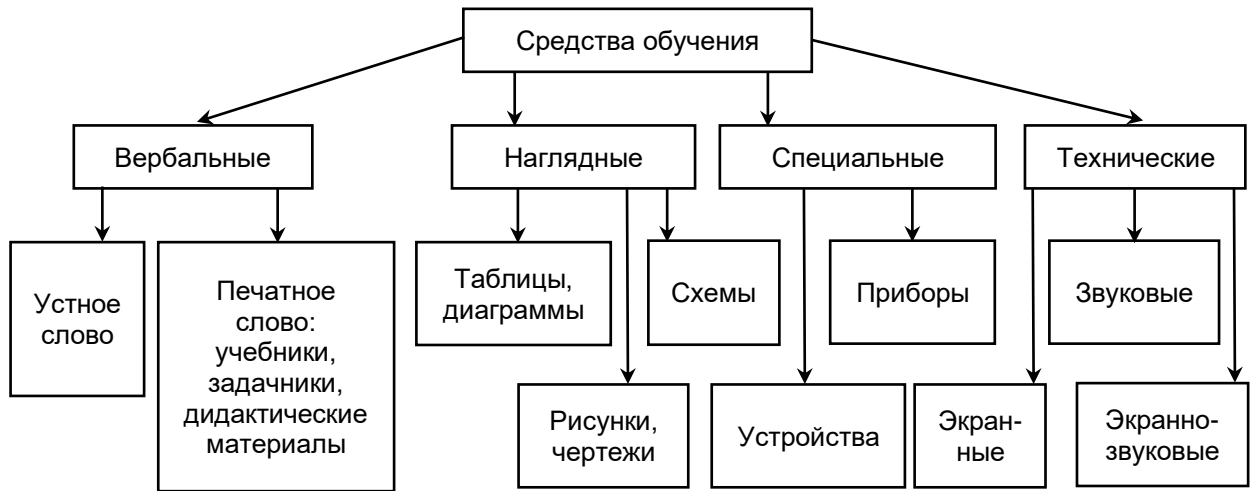 Средства обучения
Вербальные
Наглядные
Специальные
Технические
Устное
слово
Печатное
слово:
учебники,
задачники,
дидактические
материалы
Таблицы,
диаграммы
Схемы
Приборы
Звуковые
Рисунки,
чертежи
Устройства
Экран-
ные
Экранно-
звуковые